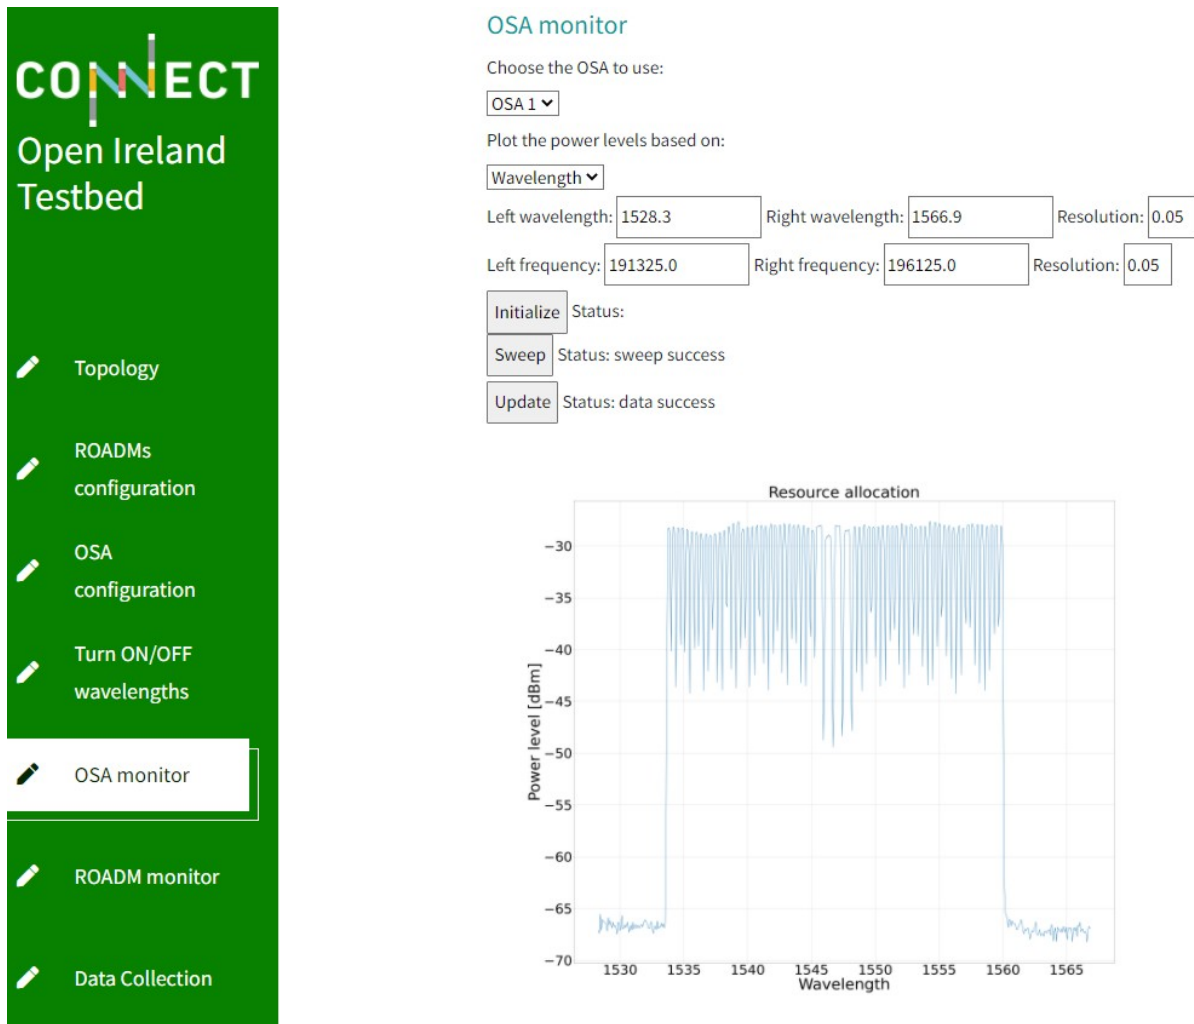 CONNECT
Open Ireland
Testbed
Topology
ROADMs
configuration
OSA
configuration
Turn ON/OFF
wavelengths
OSA monitor
ROADM monitor
Data Collection
OSA monitor
Choose the OSA to use:
OSA 1
Plot the power levels based on:
Wavelength
Left wavelength: 1528.3 Right wavelength: 1566.9 Resolution: 0.05
Left frequency: 191325.0 Right frequency: 196125.0 Resolution: 0.05
Initialize Status:
Sweep Status: sweep success
Update Status: data success
Resource allocation
Power level [dBm]
−30
−35
−40
−45
−50
−55
−60
−65
−70
1530 1535 1540 1545 1550 1555 1560 1565
Wavelength